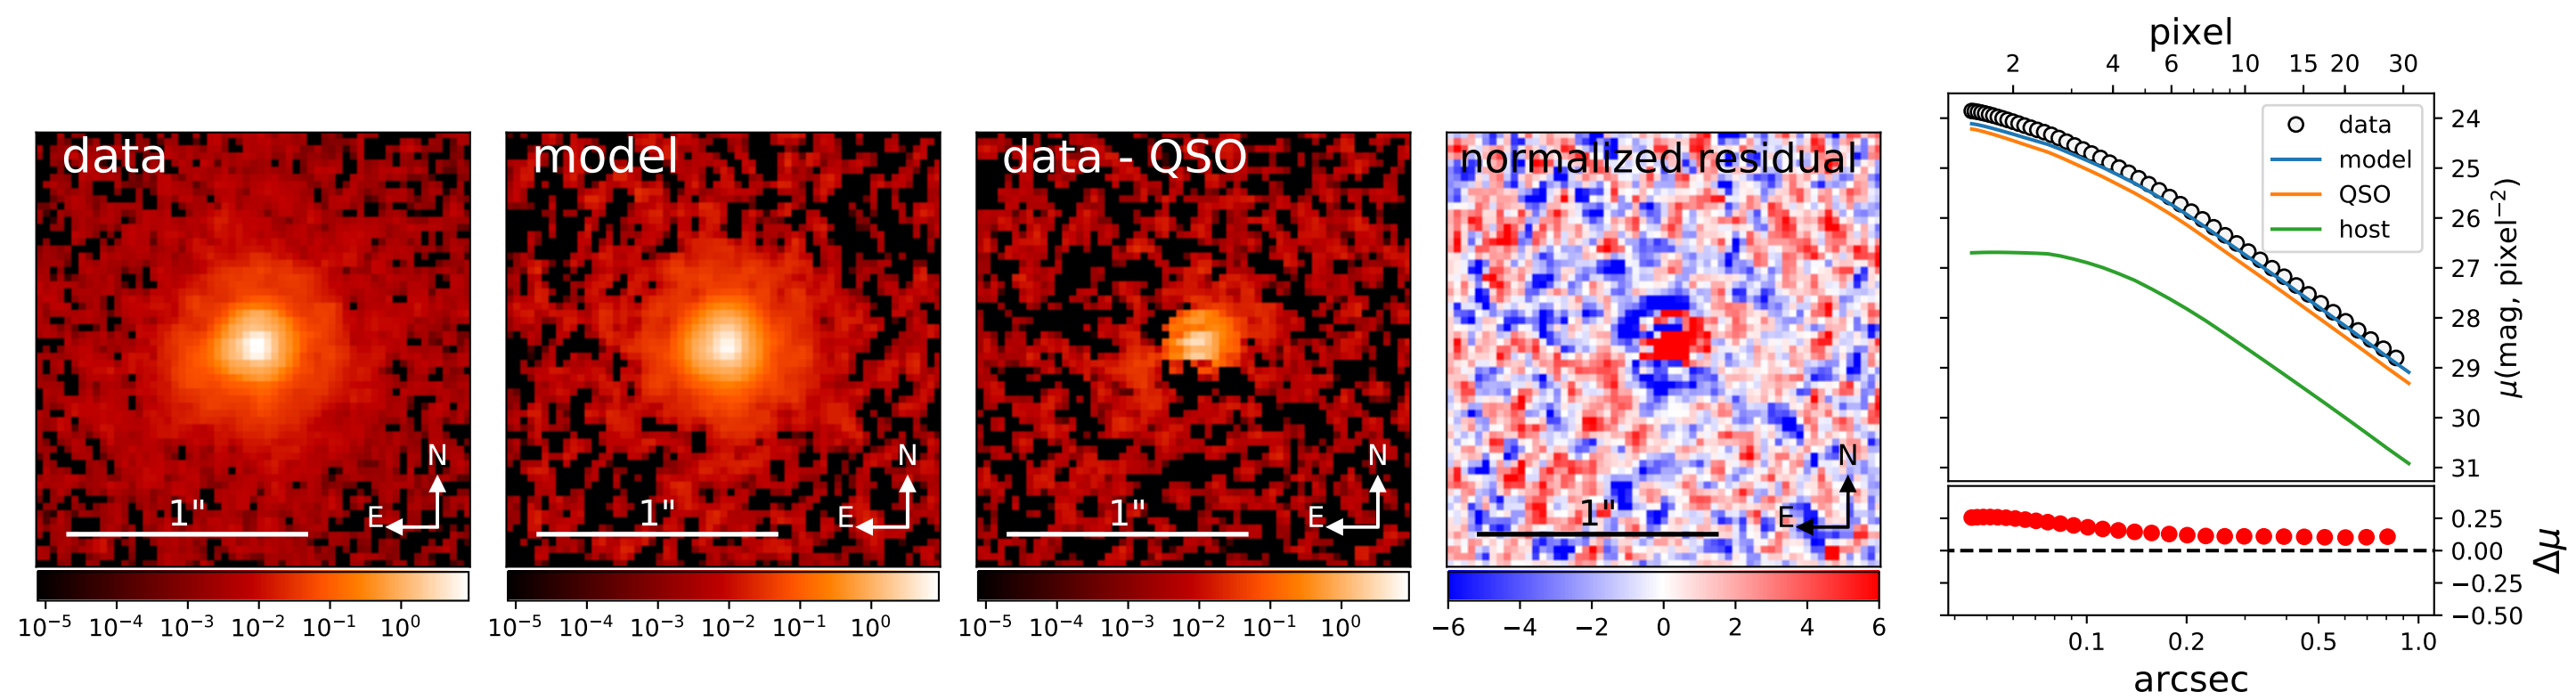 data
1"
N
E
10⁻⁵ 10⁻⁴ 10⁻³ 10⁻² 10⁻¹ 10⁰
model
1"
N
E
10⁻⁵ 10⁻⁴ 10⁻³ 10⁻² 10⁻¹ 10⁰
data - QSO
1"
N
E
10⁻⁵ 10⁻⁴ 10⁻³ 10⁻² 10⁻¹ 10⁰
normalized residual
1"
N
E
−6 −4 −2 0 2 4 6
pixel
2 4 6 10 15 20 30
data
model
QSO
host
24
25
26
27
28
29
30
31
μ(mag, pixel⁻²)
0.25
0.00
−0.25
−0.50
Δμ
0.1 0.2 0.5 1.0
arcsec